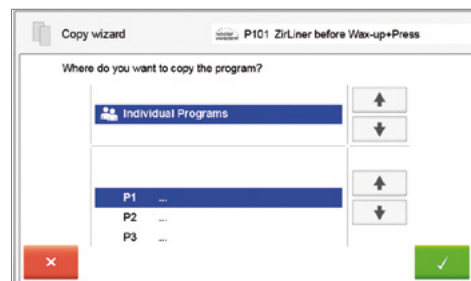 Copy wizard
P101 ZirLiner before Wax-up+Press
Where do you want to copy the program?
Individual Programs
P1 ...
P2 ...
P3 ...